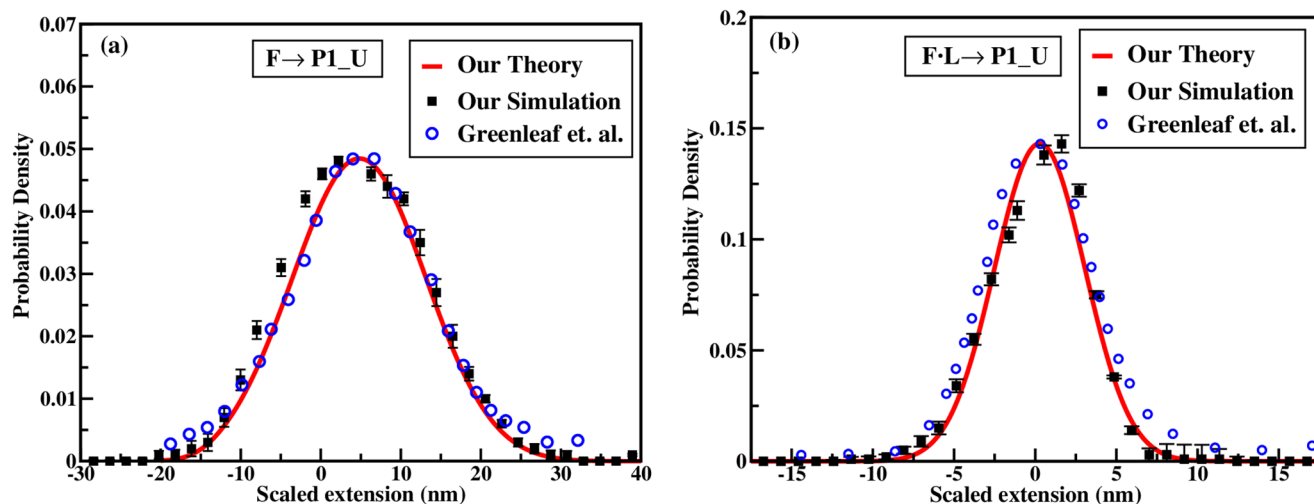 (a)
F→ P1_U
Our Theory
Our Simulation
Greenleaf et. al.
Probability Density
0.07
0.06
0.05
0.04
0.03
0.02
0.01
0
-30
-20
-10
0
10
20
30
40
Scaled extension (nm)
(b)
F·L→ P1_U
Our Theory
Our Simulation
Greenleaf et. al.
Probability Density
0.2
0.15
0.1
0.05
0
-15
-10
-5
0
5
10
15
Scaled extension (nm)